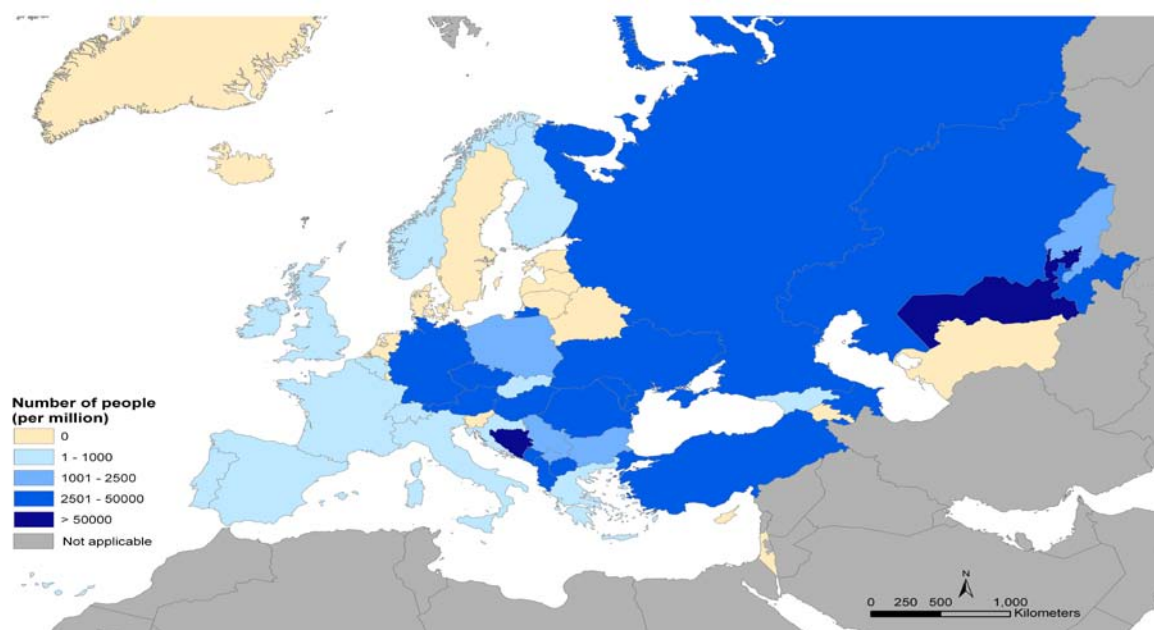 Number of people
(per million)
0
1 - 1000
1001 - 2500
2501 - 50000
> 50000
Not applicable
N
0 250 500 1,000
Kilometers